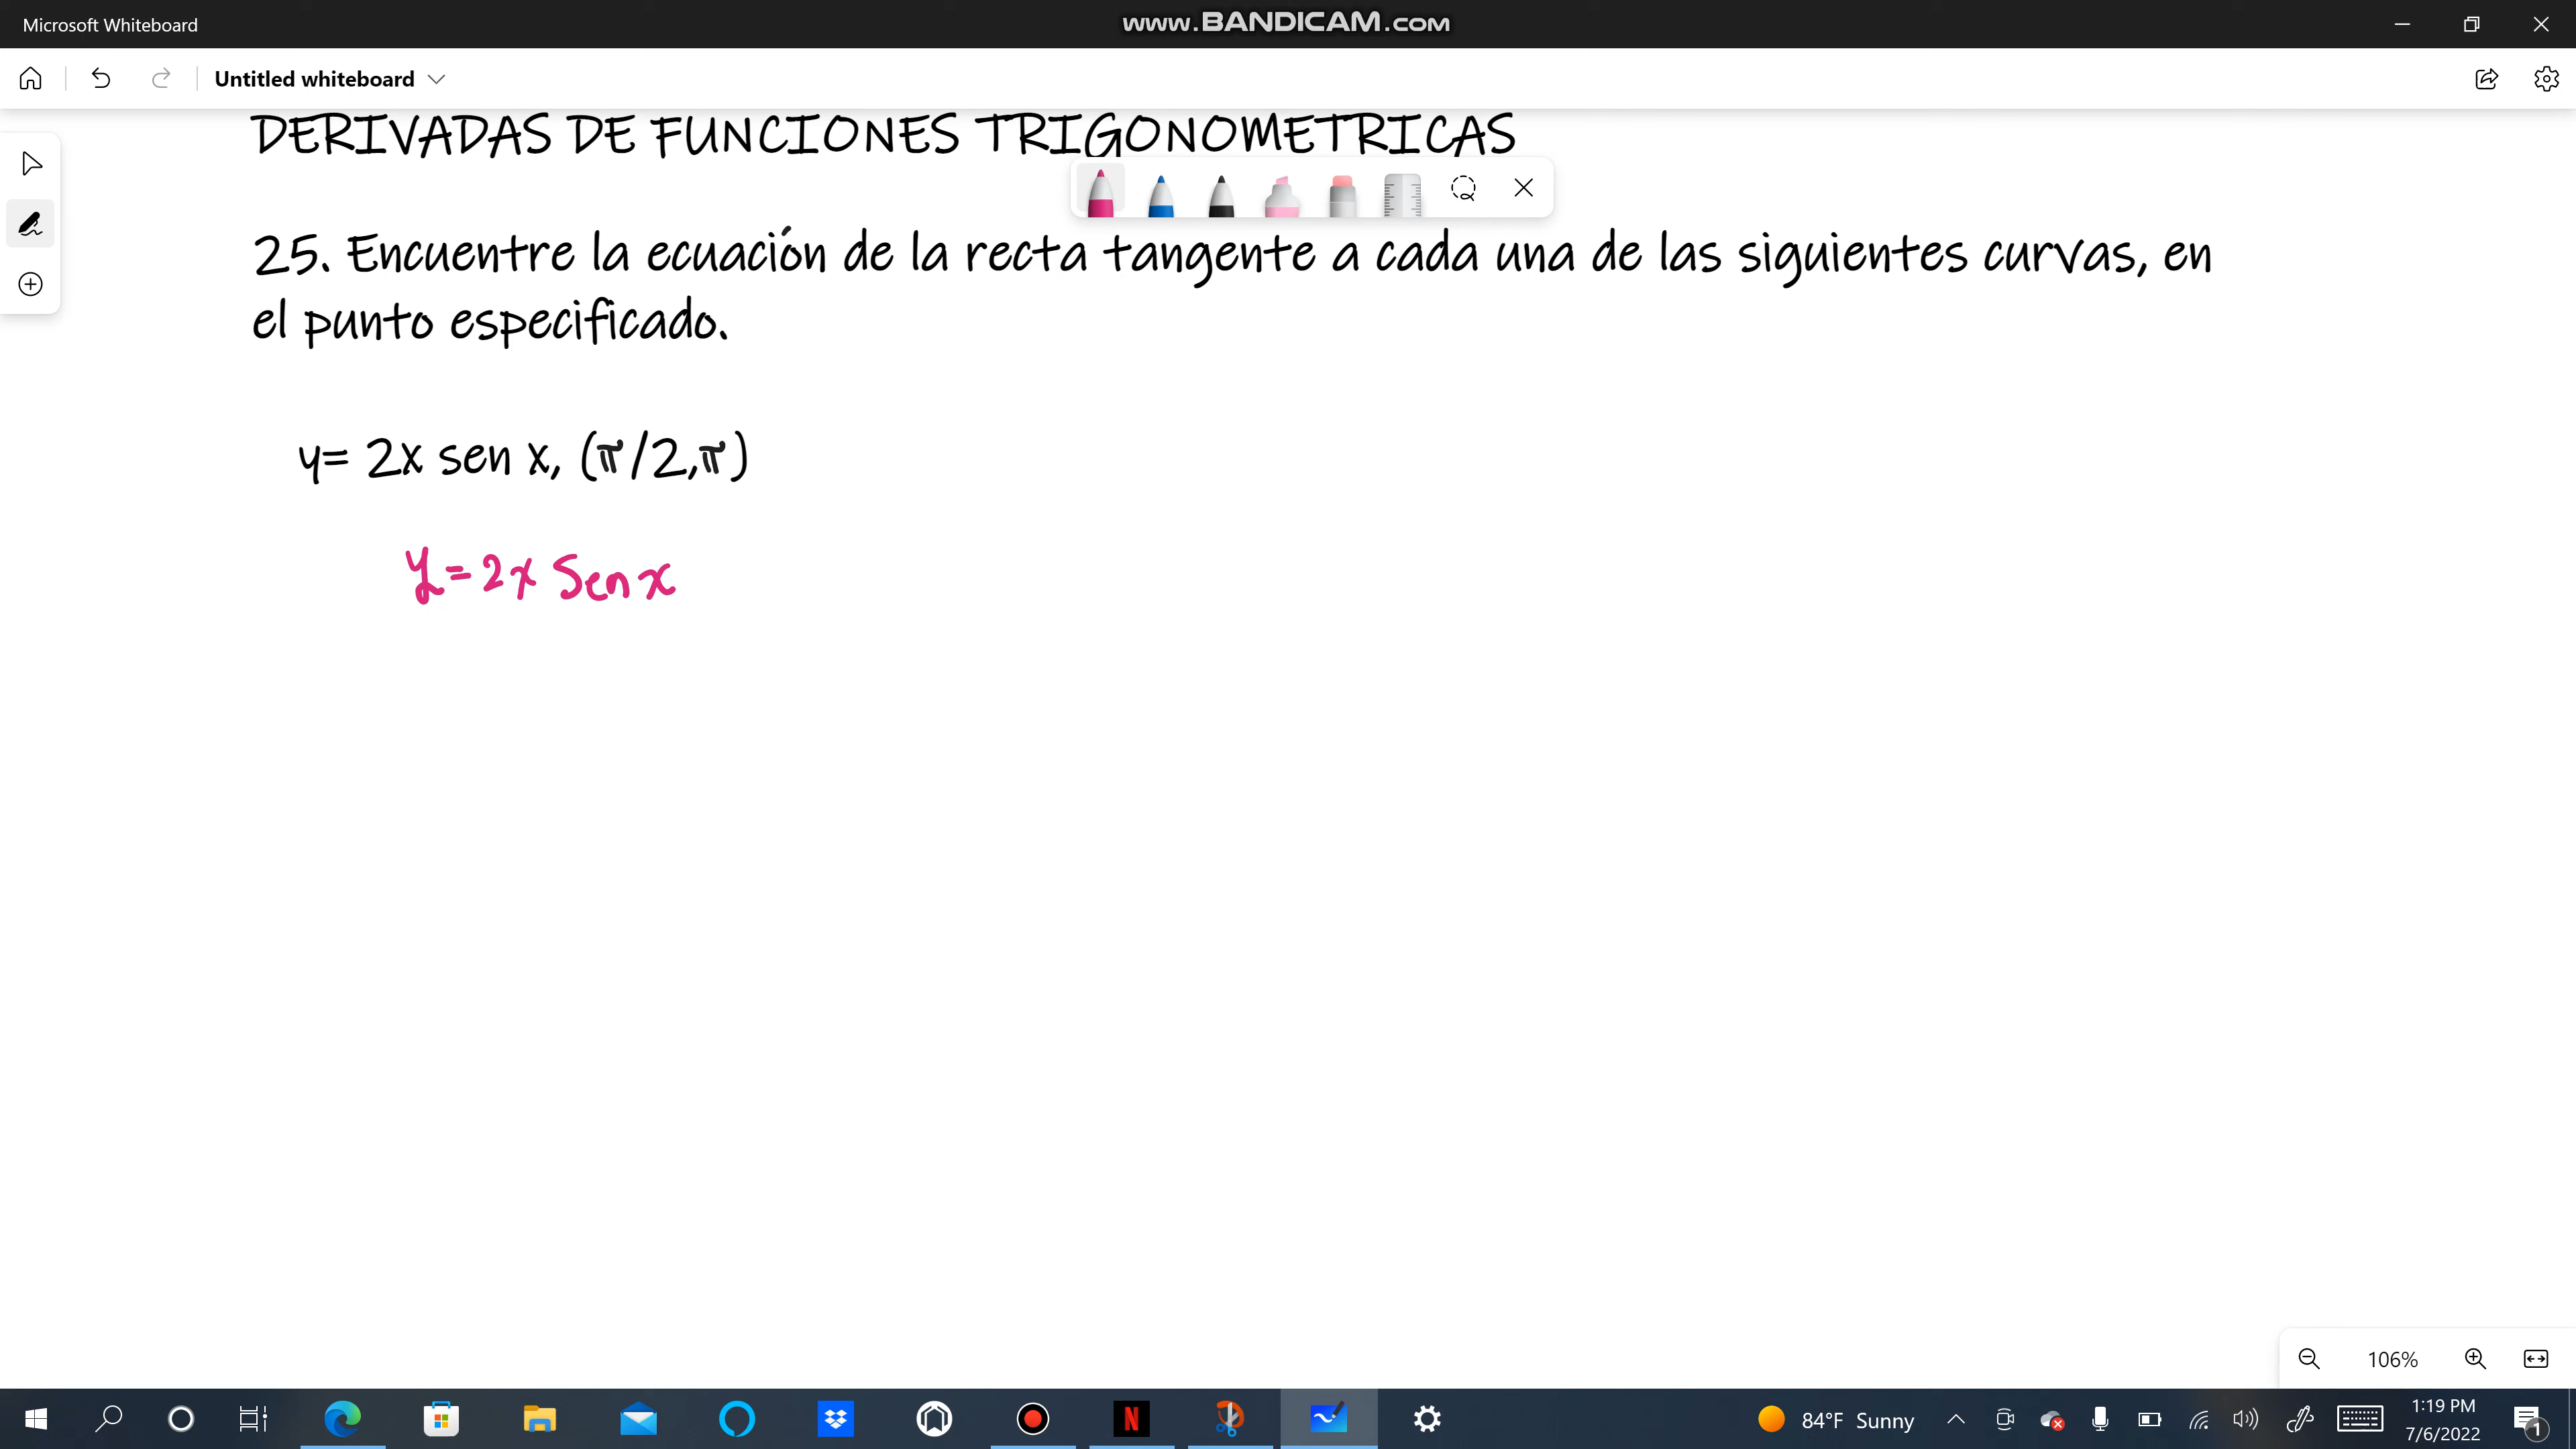 Microsoft Whiteboard
www.BANDICAM.com
Untitled whiteboard
DERIVADAS DE FUNCIONES TRIGONOMETRICAS
25. Encuentre la ecuación de la recta tangente a cada una de las siguientes curvas, en
el punto especificado.
y= 2x sen x, (π/2,π)
y = 2x Sen x
106%
N
84°F Sunny
1:19 PM
7/6/2022
1